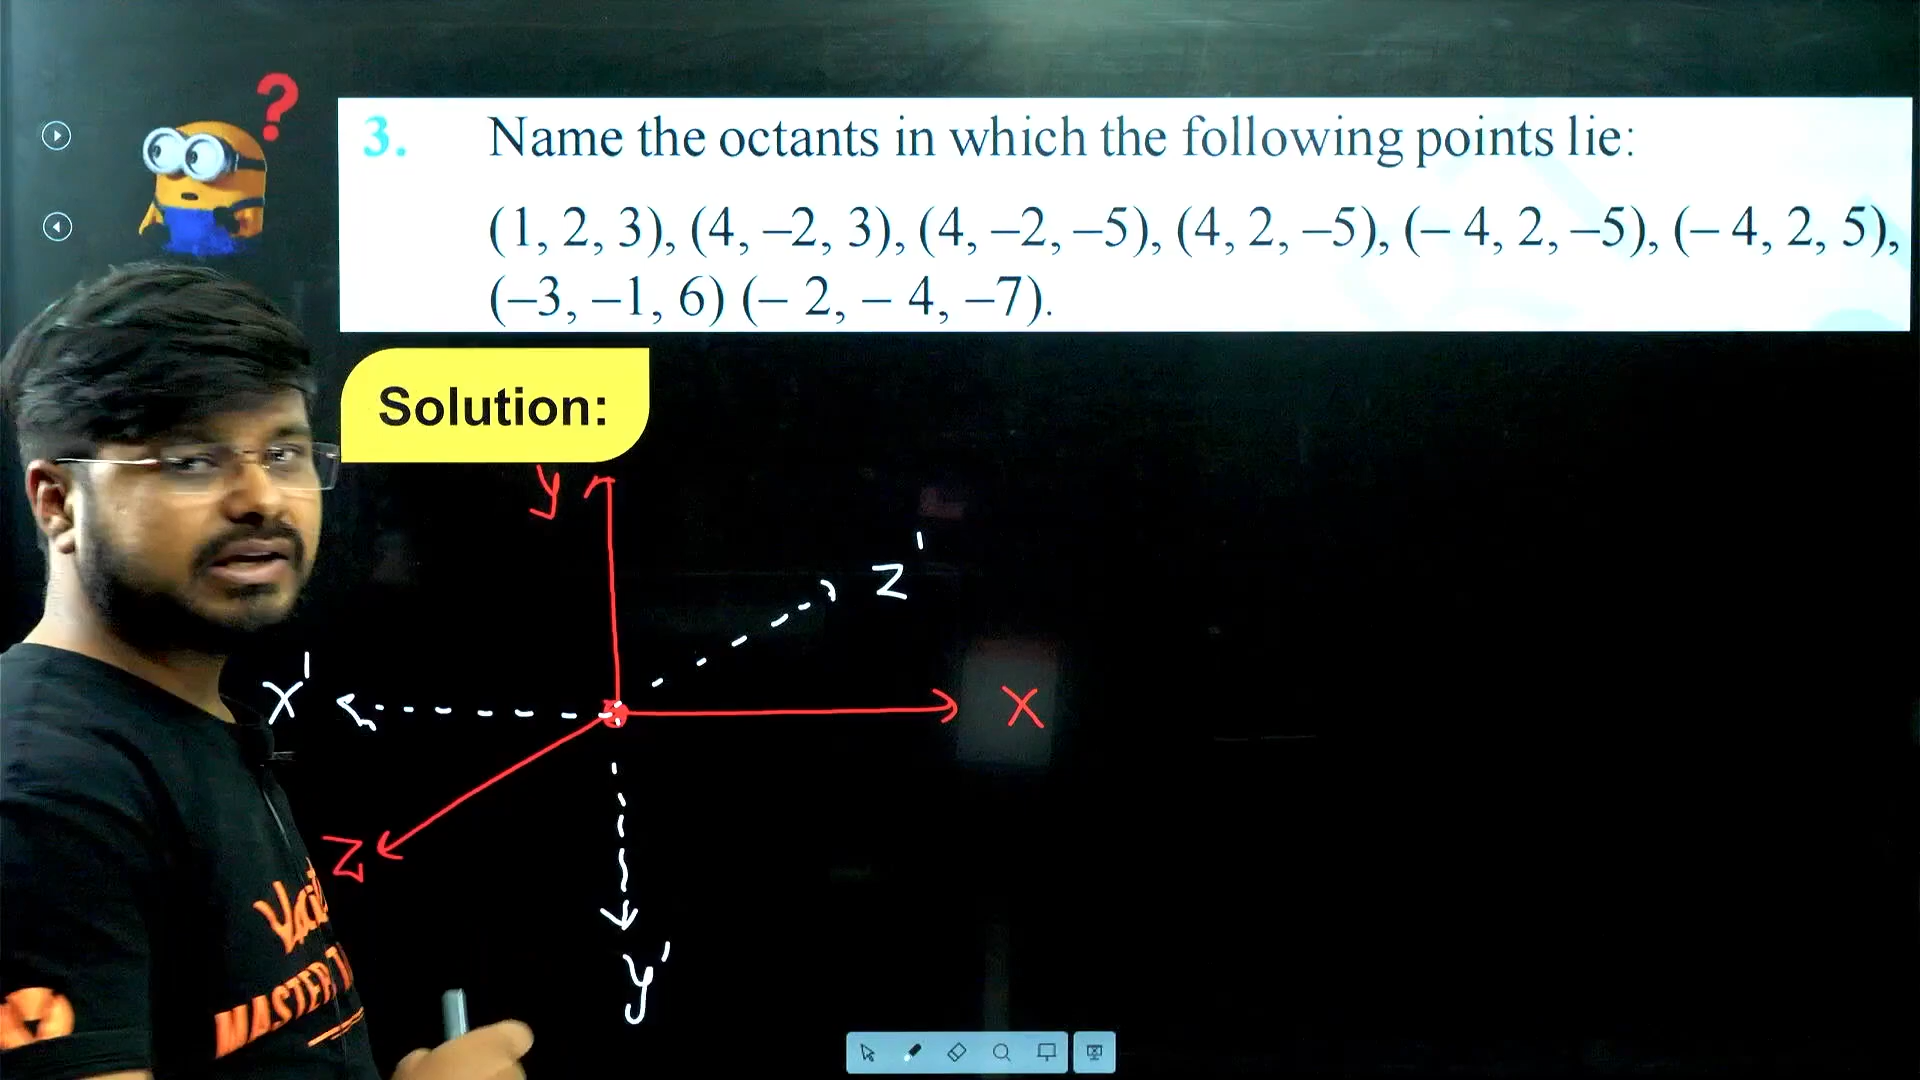 ?
3. Name the octants in which the following points lie:
(1, 2, 3), (4, –2, 3), (4, –2, –5), (4, 2, –5), (– 4, 2, –5), (– 4, 2, 5),
(–3, –1, 6) (– 2, – 4, –7).
Solution:
y
z'
x'
x
z
y'
MASTER